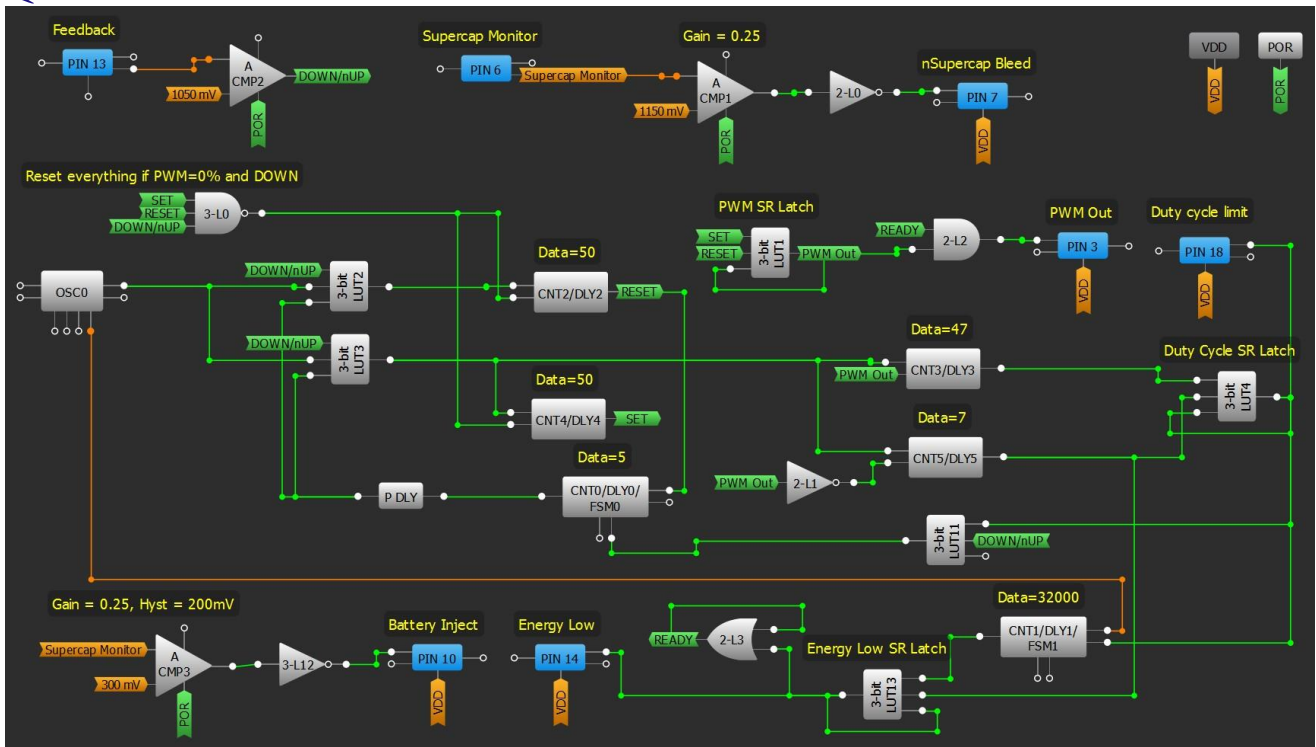 Feedback
PIN 13
A
CMP2
DOWN/nUP
1050 mV
POR
Supercap Monitor
PIN 6
Supercap Monitor
Gain = 0.25
A
CMP1
1150 mV
POR
2-L0
nSupercap Bleed
PIN 7
VDD
VDD
VDD
POR
POR
Reset everything if PWM=0% and DOWN
SET
RESET
DOWN/nUP
3-L0
OSC0
DOWN/nUP
3-bit
LUT2
DOWN/nUP
3-bit
LUT3
Data=50
CNT2/DLY2
RESET
Data=50
CNT4/DLY4
SET
Data=5
CNT0/DLY0/
FSM0
P DLY
PWM SR Latch
SET
RESET
3-bit
LUT1
PWM Out
READY
2-L2
PWM Out
PIN 3
VDD
Duty cycle limit
PIN 18
VDD
Data=47
PWM Out
CNT3/DLY3
Duty Cycle SR Latch
3-bit
LUT4
Data=7
CNT5/DLY5
PWM Out
2-L1
3-bit
LUT11
DOWN/nUP
Gain = 0.25, Hyst = 200mV
Supercap Monitor
A
CMP3
300 mV
POR
3-L12
Battery Inject
PIN 10
VDD
Energy Low
PIN 14
VDD
READY
2-L3
Energy Low SR Latch
3-bit
LUT13
Data=32000
CNT1/DLY1/
FSM1